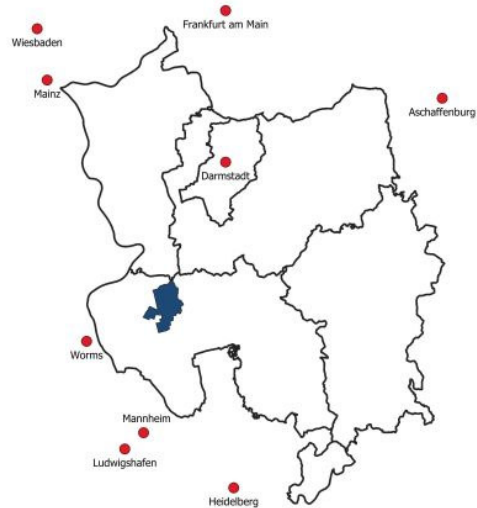 Frankfurt am Main
Wiesbaden
Mainz
Aschaffenburg
Darmstadt
Worms
Mannheim
Ludwigshafen
Heidelberg